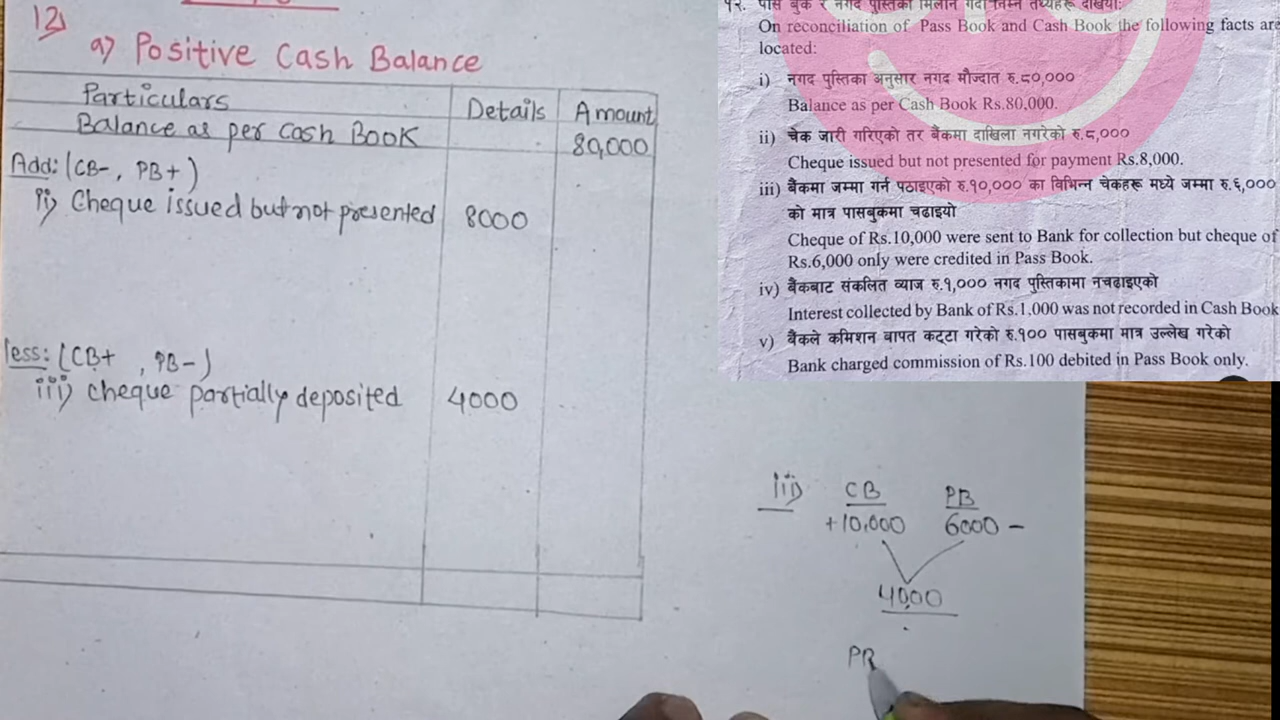 12)
a) Positive Cash Balance
Particulars Details Amount
Balance as per Cash Book 80,000
Add: (CB-, PB+)
ii) Cheque issued but not presented 8000
less: (CB+ , PB-)
iii) Cheque partially deposited 4000
१२. पास बुक र नगद पुस्तिका मिलान गर्दा निम्न तथ्यहरू देखियो:
On reconciliation of Pass Book and Cash Book the following facts are
located:
i) नगद पुस्तिका अनुसार नगद मौज्दात रु.८०,०००
Balance as per Cash Book Rs.80,000.
ii) चेक जारी गरिएको तर बैंकमा दाखिला नगरेको रु.८,०००
Cheque issued but not presented for payment Rs.8,000.
iii) बैंकमा जम्मा गर्न पठाइएको रु.१०,००० का विभिन्न चेकहरू मध्ये जम्मा रु.६,०००
को मात्र पासबुकमा चढाइयो
Cheque of Rs.10,000 were sent to Bank for collection but cheque of
Rs.6,000 only were credited in Pass Book.
iv) बैंकबाट संकलित व्याज रु.१,००० नगद पुस्तिकामा नचढाइएको
Interest collected by Bank of Rs.1,000 was not recorded in Cash Book
v) बैंकले कमिशन बापत कट्टा गरेको रु.१०० पासबुकमा मात्र उल्लेख गरेको
Bank charged commission of Rs.100 debited in Pass Book only.
iii) CB PB
+10,000 6000 -
4000
PB